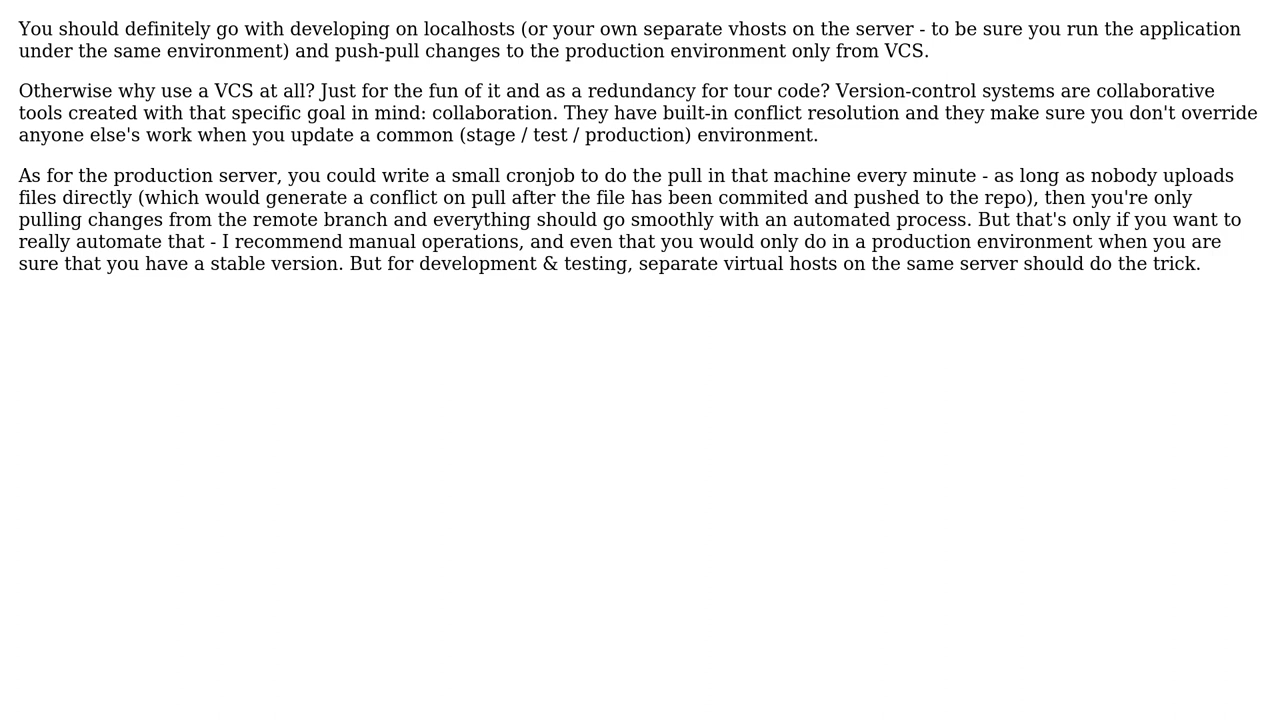 You should definitely go with developing on localhosts (or your own separate vhosts on the server - to be sure you run the application
under the same environment) and push-pull changes to the production environment only from VCS.
Otherwise why use a VCS at all? Just for the fun of it and as a redundancy for tour code? Version-control systems are collaborative
tools created with that specific goal in mind: collaboration. They have built-in conflict resolution and they make sure you don't override
anyone else's work when you update a common (stage / test / production) environment.
As for the production server, you could write a small cronjob to do the pull in that machine every minute - as long as nobody uploads
files directly (which would generate a conflict on pull after the file has been commited and pushed to the repo), then you're only
pulling changes from the remote branch and everything should go smoothly with an automated process. But that's only if you want to
really automate that - I recommend manual operations, and even that you would only do in a production environment when you are
sure that you have a stable version. But for development & testing, separate virtual hosts on the same server should do the trick.